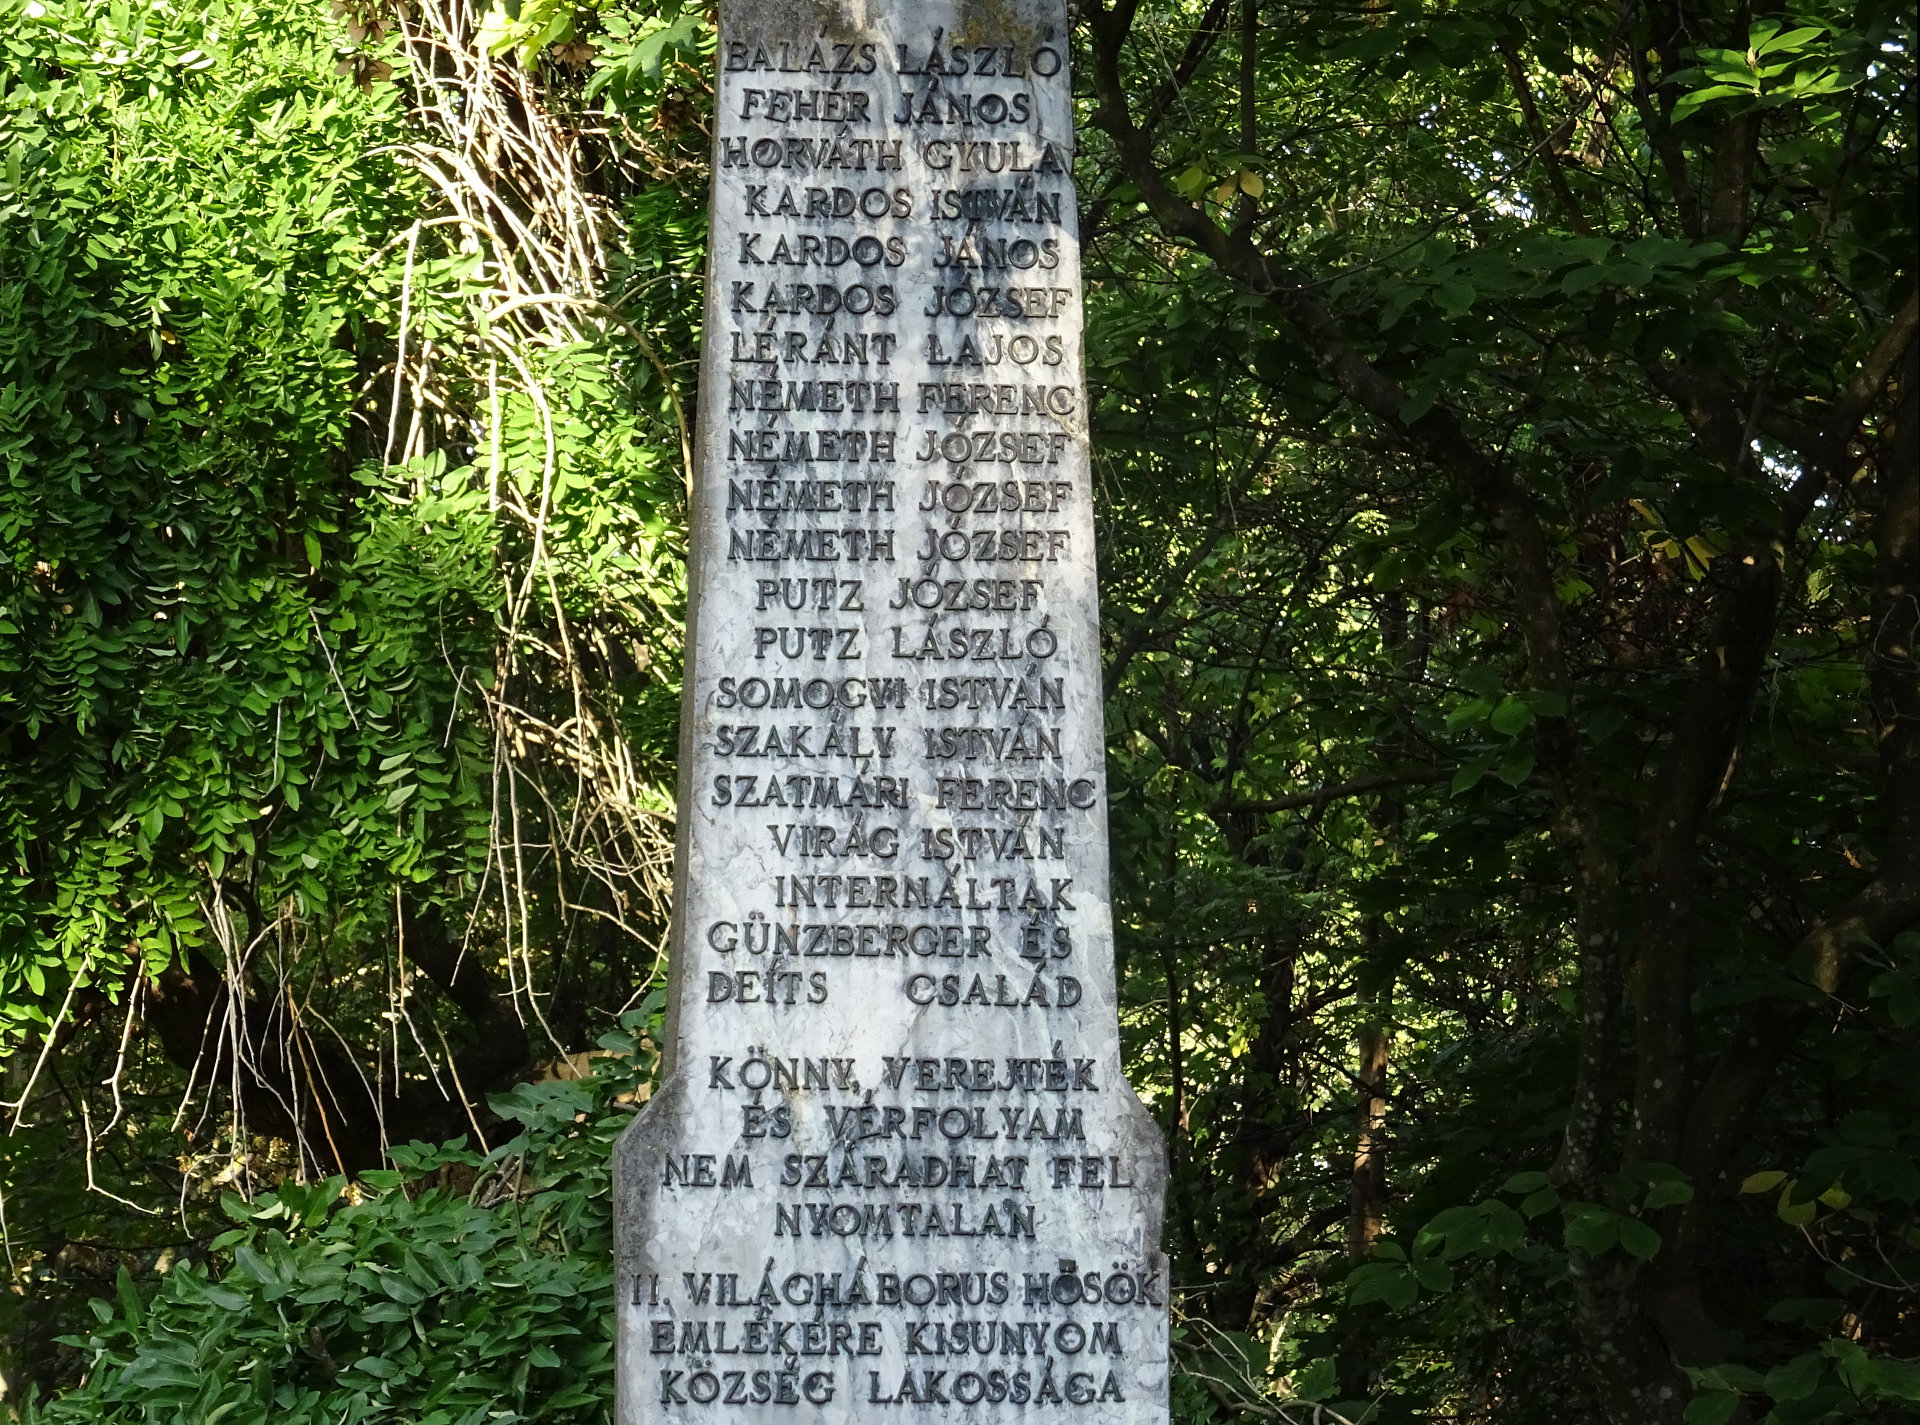 BALÁZS LÁSZLÓ
FEHÉR JÁNOS
HORVÁTH GYULA
KARDOS ISTVÁN
KARDOS JÁNOS
KARDOS JÓZSEF
LÉRÁNT LAJOS
NÉMETH FERENC
NÉMETH JÓZSEF
NÉMETH JÓZSEF
NÉMETH JÓZSEF
PUTZ JÓZSEF
PUTZ LÁSZLÓ
SOMOGYI ISTVÁN
SZAKÁLY ISTVÁN
SZATMÁRI FERENC
VIRÁG ISTVÁN
INTERNÁLTAK
GÜNZBERGER ÉS
DEÍTS CSALÁD
KÖNNY, VEREJTÉK
ÉS VÉRFOLYAM
NEM SZÁRADHAT FEL
NYOMTALAN
II. VILÁGHÁBORUS HŐSÖK
EMLÉKÉRE KISUNYOM
KÖZSÉG LAKOSSÁGA